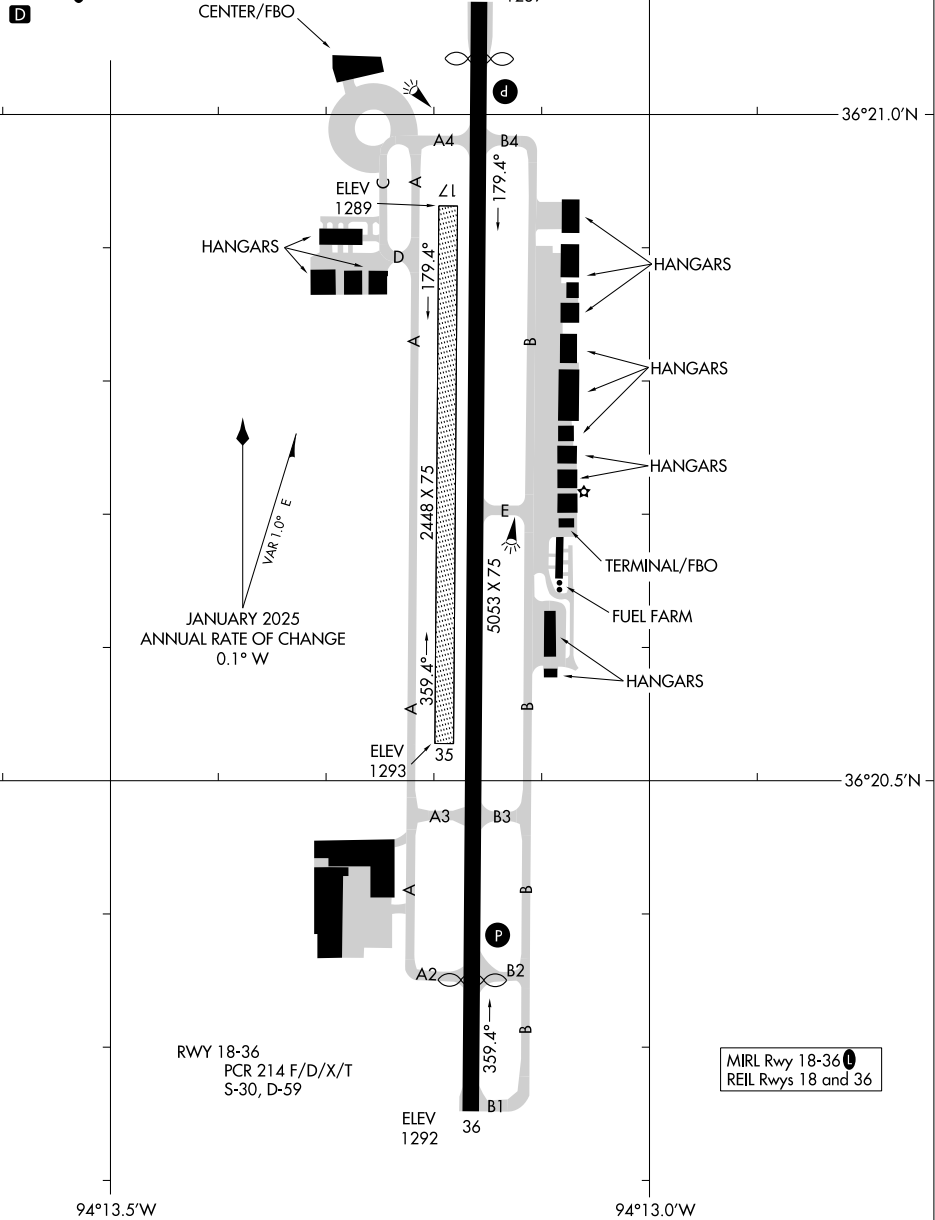 D
CENTER/FBO
P
36°21.0'N
A4
B4
179.4°
C
A
ELEV
1289
17
HANGARS
D
179.4°
HANGARS
A
B
HANGARS
HANGARS
VAR 1.0° E
2448 X 75
E
5053 X 75
TERMINAL/FBO
FUEL FARM
JANUARY 2025
ANNUAL RATE OF CHANGE
0.1° W
359.4°
HANGARS
A
B
ELEV
1293
35
36°20.5'N
A3
B3
A
B
P
A2
B2
359.4°
B
RWY 18-36
PCR 214 F/D/X/T
S-30, D-59
MIRL Rwy 18-36 L
REIL Rwys 18 and 36
B1
ELEV
1292
36
94°13.5'W
94°13.0'W